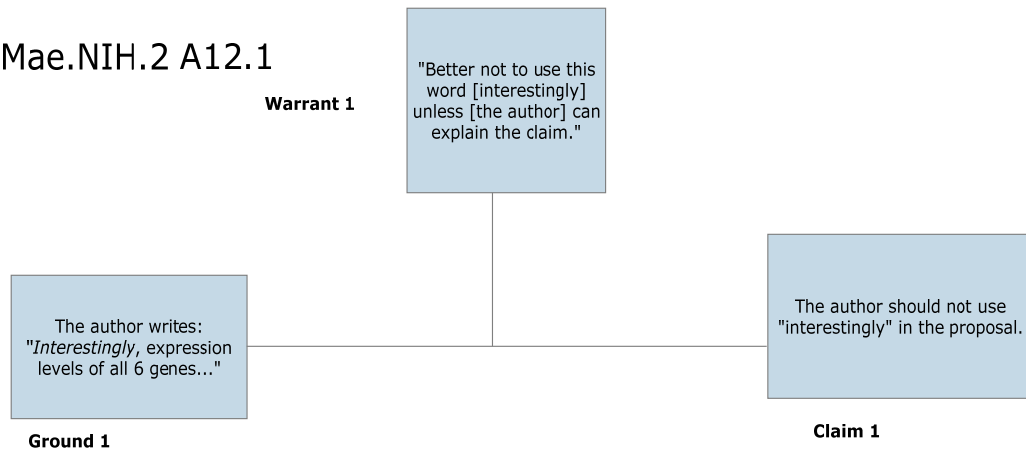 Mae.NIH.2 A12.1
Warrant 1
"Better not to use this
word [interestingly]
unless [the author] can
explain the claim."
The author writes:
"Interestingly, expression
levels of all 6 genes..."
Ground 1
The author should not use
"interestingly" in the proposal.
Claim 1